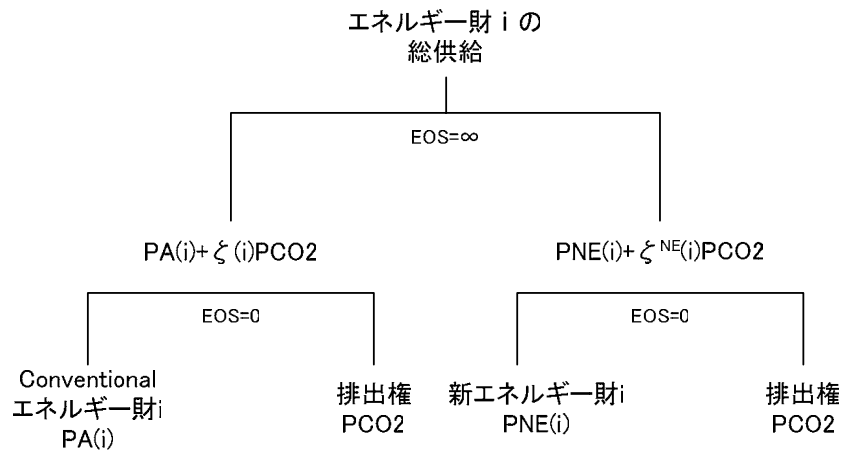 エネルギー財 i の
総供給
EOS=∞
PA(i)+ζ(i)PCO2
PNE(i)+ζᴺᴱ(i)PCO2
EOS=0
EOS=0
Conventional
エネルギー財i
PA(i)
排出権
PCO2
新エネルギー財i
PNE(i)
排出権
PCO2